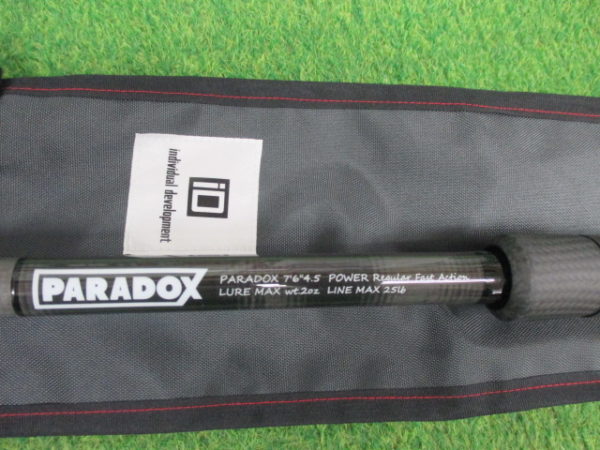 iD
individual development
PARADOX
PARADOX 7'6"4.5 POWER Regular Fast Action
LURE MAX wt.2oz LINE MAX 25lb